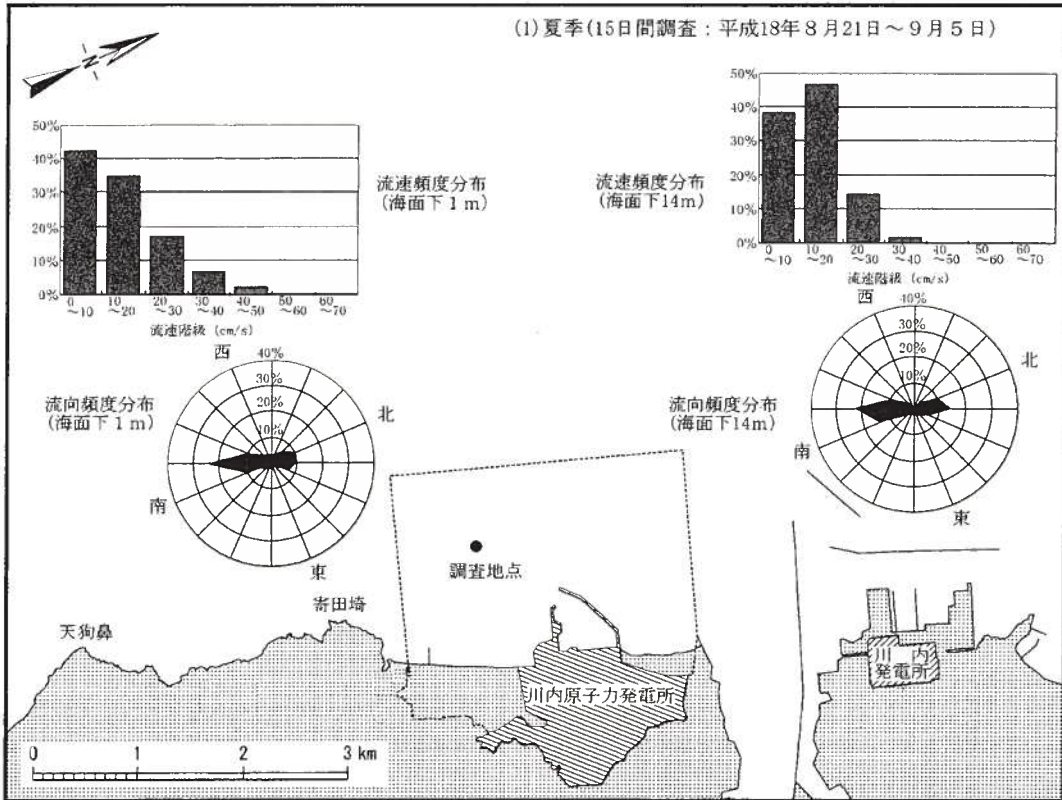 (1) 夏季(15日間調査：平成18年８月21日～９月５日)
N
50%
40%
30%
20%
10%
0%
0
～10
10
～20
20
～30
30
～40
40
～50
50
～60
60
～70
流速階級 (cm/s)
流速頻度分布
(海面下１m)
流速頻度分布
(海面下14m)
50%
40%
30%
20%
10%
0%
0
～10
10
～20
20
～30
30
～40
40
～50
50
～60
60
～70
流速階級 (cm/s)
西
40%
30%
20%
10%
北
南
東
流向頻度分布
(海面下１m)
西
40%
30%
20%
10%
北
南
東
流向頻度分布
(海面下14m)
調査地点
寄田埼
天狗鼻
川内原子力発電所
川　内
発電所
0 1 2 3 km